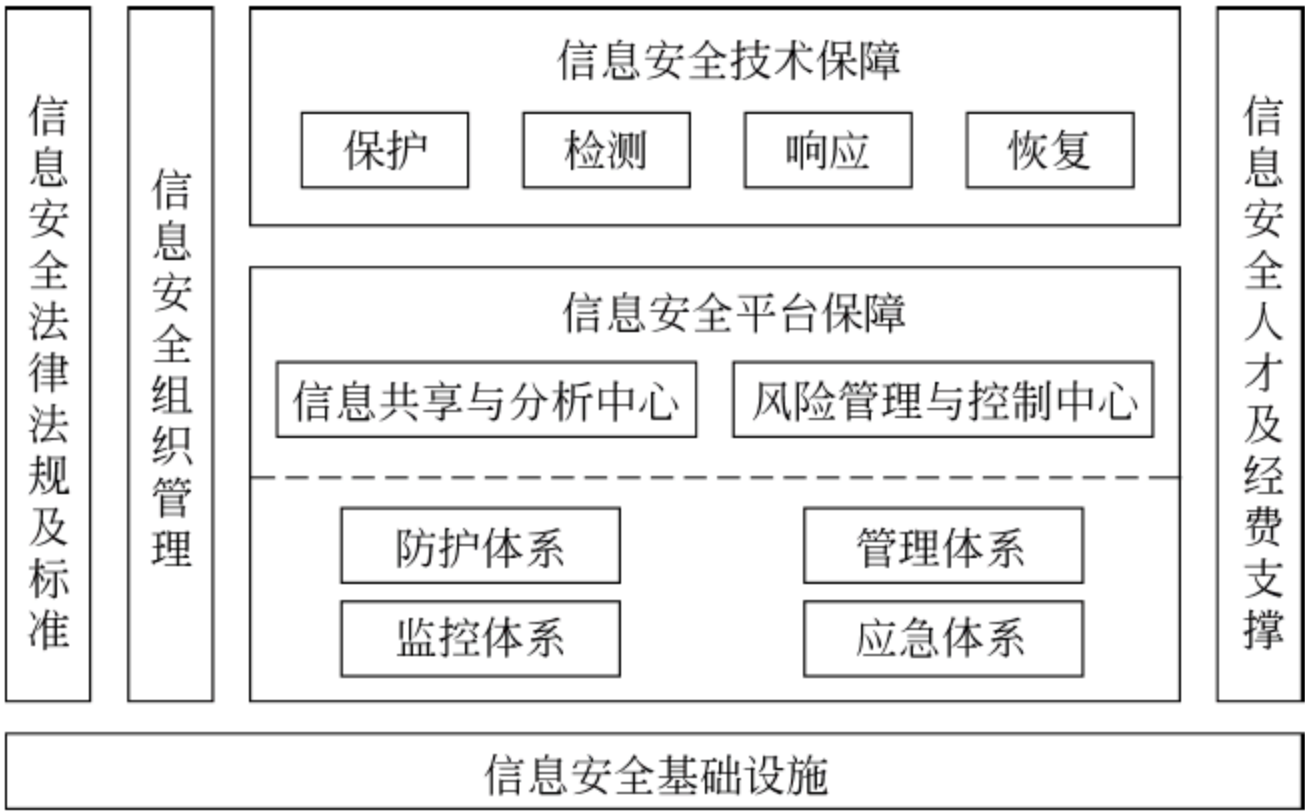 信息安全法律法规及标准
信息安全组织管理
信息安全技术保障
保护
检测
响应
恢复
信息安全平台保障
信息共享与分析中心
风险管理与控制中心
防护体系
管理体系
监控体系
应急体系
信息安全人才及经费支撑
信息安全基础设施